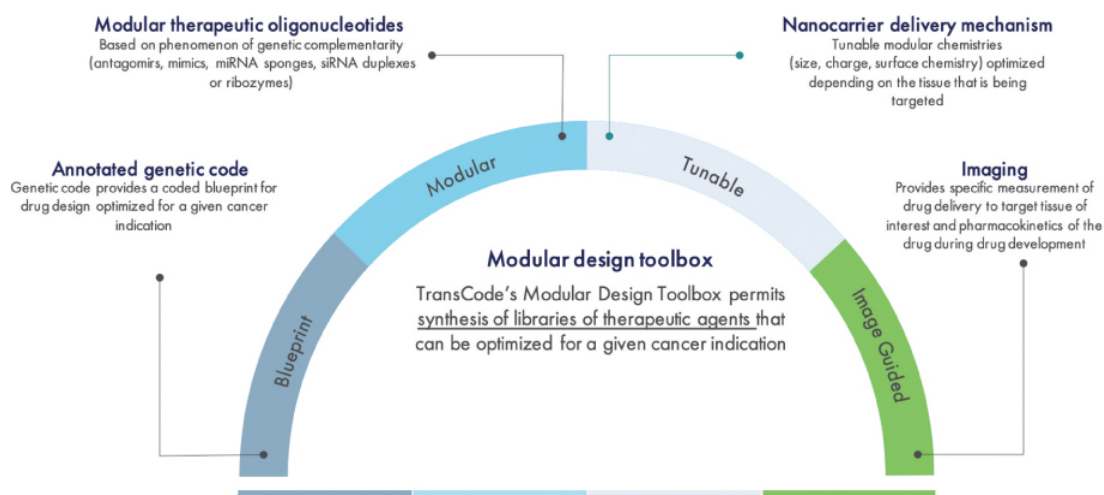 Modular therapeutic oligonucleotides
Based on phenomenon of genetic complementarity
(antagomirs, mimics, miRNA sponges, siRNA duplexes
or ribozymes)
Nanocarrier delivery mechanism
Tunable modular chemistries
(size, charge, surface chemistry) optimized
depending on the tissue that is being
targeted
Annotated genetic code
Genetic code provides a coded blueprint for
drug design optimized for a given cancer
indication
Modular
Tunable
Imaging
Provides specific measurement of
drug delivery to target tissue of
interest and pharmacokinetics of the
drug during drug development
Modular design toolbox
TransCode's Modular Design Toolbox permits
synthesis of libraries of therapeutic agents that
can be optimized for a given cancer indication
Blueprint
Image Guided